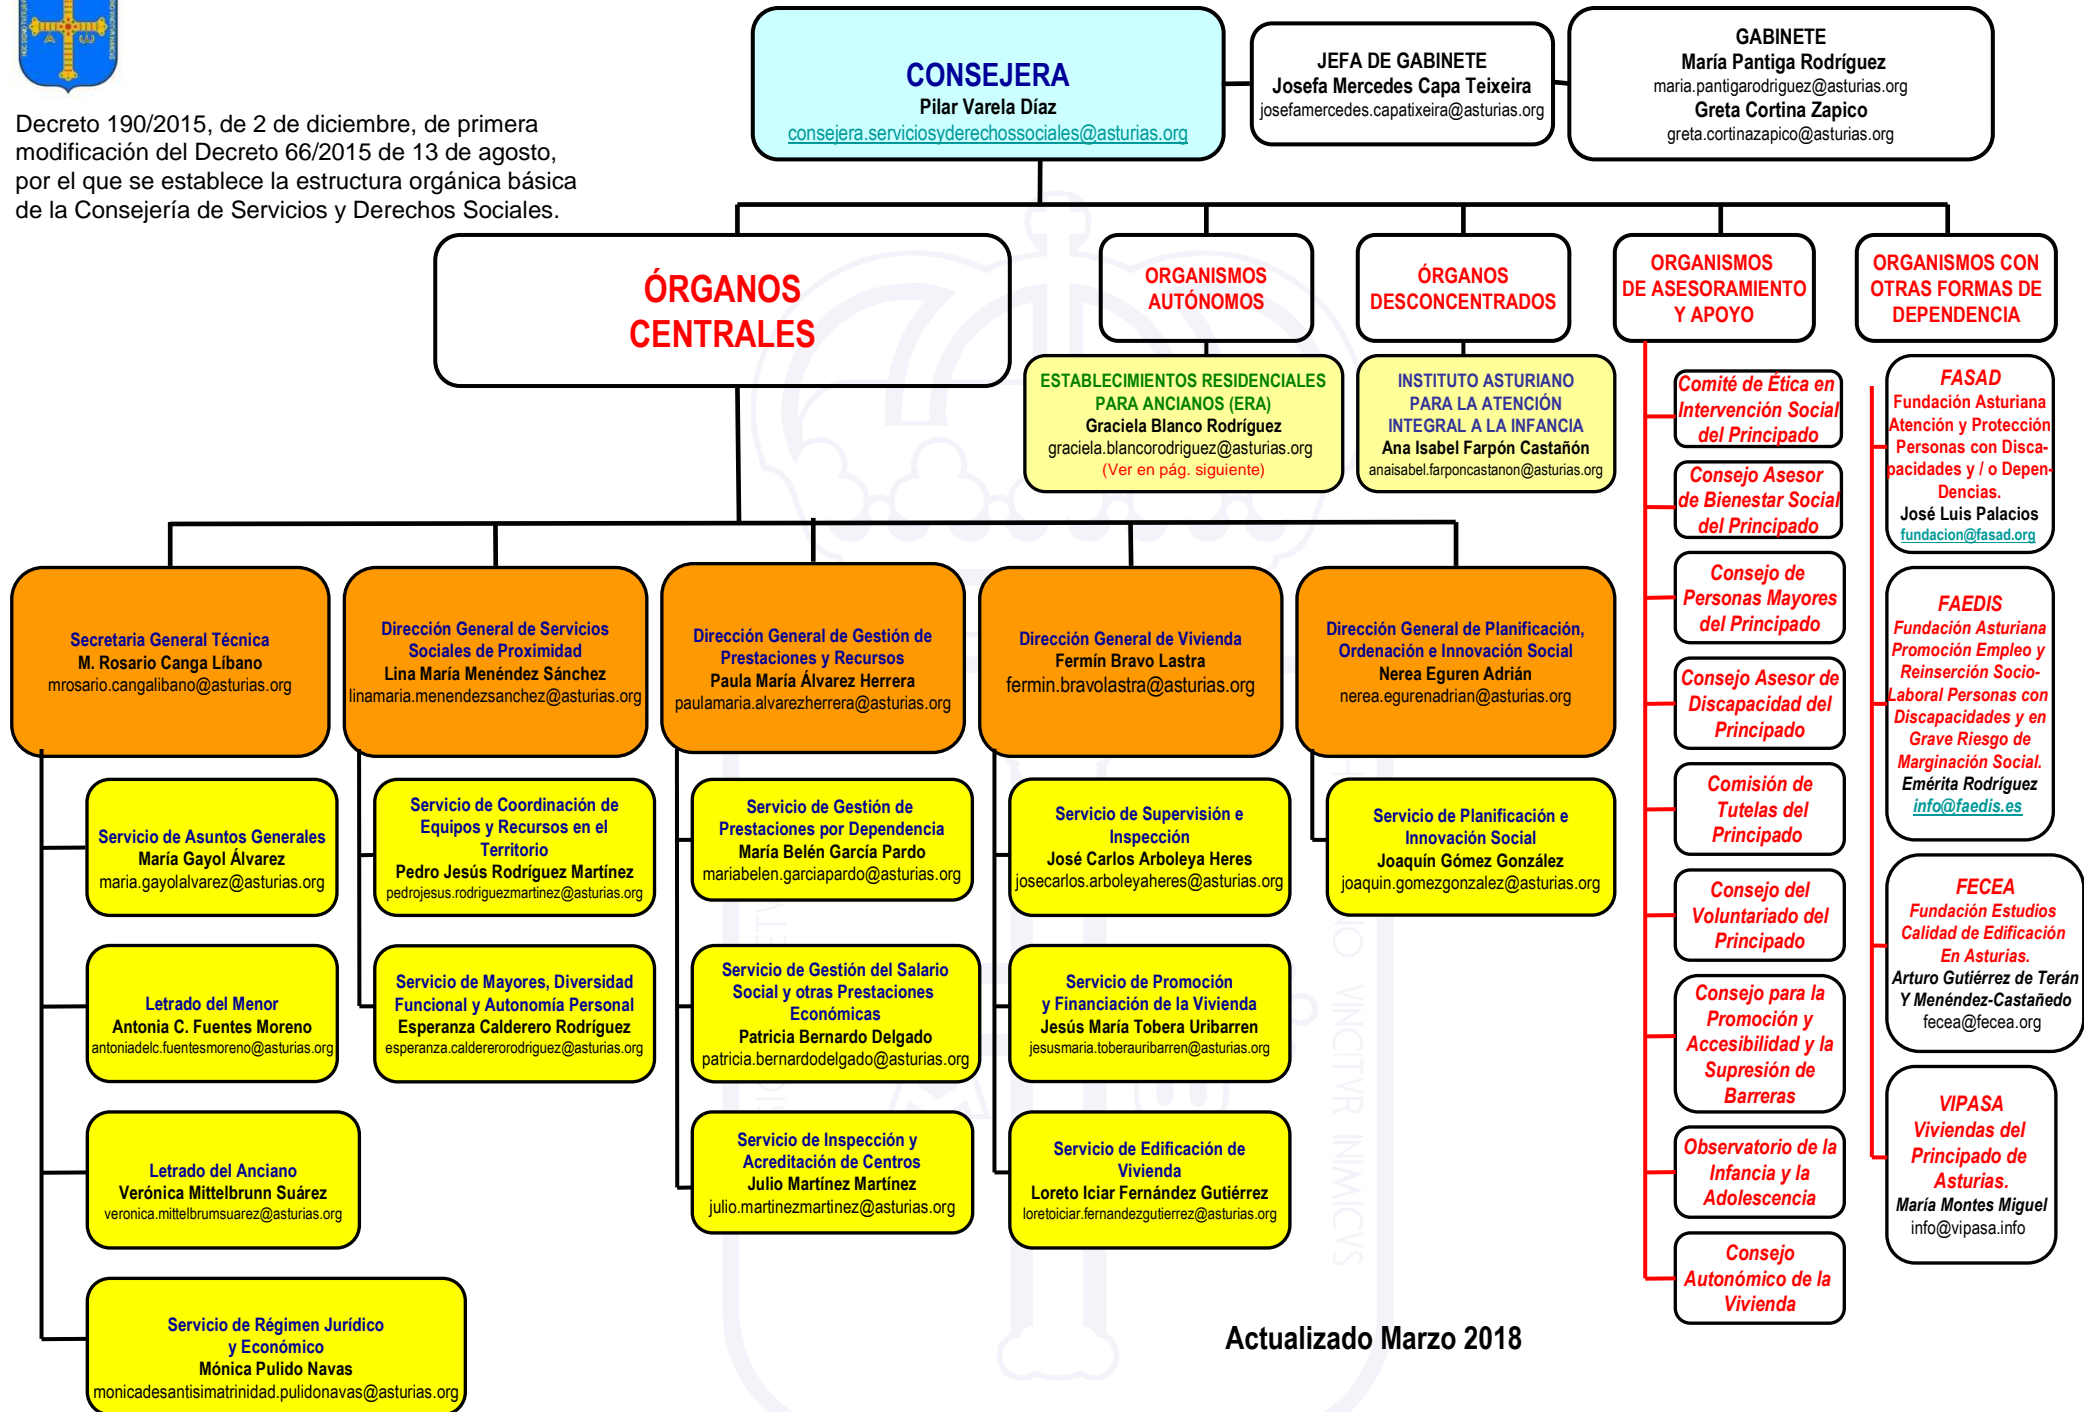 Decreto 190/2015, de 2 de diciembre, de primera
modificación del Decreto 66/2015 de 13 de agosto,
por el que se establece la estructura orgánica básica
de la Consejería de Servicios y Derechos Sociales.
CONSEJERA
Pilar Varela Díaz
consejera.serviciosyderechossociales@asturias.org
JEFA DE GABINETE
Josefa Mercedes Capa Teixeira
josefamercedes.capatixeira@asturias.org
GABINETE
María Pantiga Rodríguez
maria.pantigarodriguez@asturias.org
Greta Cortina Zapico
greta.cortinazapico@asturias.org
ÓRGANOS
CENTRALES
ORGANISMOS
AUTÓNOMOS
ÓRGANOS
DESCONCENTRADOS
ORGANISMOS
DE ASESORAMIENTO
Y APOYO
ORGANISMOS CON
OTRAS FORMAS DE
DEPENDENCIA
ESTABLECIMIENTOS RESIDENCIALES
PARA ANCIANOS (ERA)
Graciela Blanco Rodríguez
graciela.blancorodriguez@asturias.org
(Ver en pág. siguiente)
INSTITUTO ASTURIANO
PARA LA ATENCIÓN
INTEGRAL A LA INFANCIA
Ana Isabel Farpón Castañón
anaisabel.farponcastanon@asturias.org
Secretaría General Técnica
M. Rosario Canga Líbano
mrosario.cangalibano@asturias.org
Dirección General de Servicios
Sociales de Proximidad
Lina María Menéndez Sánchez
linamaria.menendezsanchez@asturias.org
Dirección General de Gestión de
Prestaciones y Recursos
Paula María Álvarez Herrera
paulamaria.alvarezherrera@asturias.org
Dirección General de Vivienda
Fermín Bravo Lastra
fermin.bravolastra@asturias.org
Dirección General de Planificación,
Ordenación e Innovación Social
Nerea Eguren Adrián
nerea.egurenadrian@asturias.org
Servicio de Asuntos Generales
María Gayol Álvarez
maria.gayolalvarez@asturias.org
Letrado del Menor
Antonia C. Fuentes Moreno
antoniadelc.fuentesmoreno@asturias.org
Letrado del Anciano
Verónica Mittelbrunn Suárez
veronica.mittelbrumsuarez@asturias.org
Servicio de Régimen Jurídico
y Económico
Mónica Pulido Navas
monicadesantisimatrinidad.pulidonavas@asturias.org
Servicio de Coordinación de
Equipos y Recursos en el
Territorio
Pedro Jesús Rodríguez Martínez
pedrojesus.rodriguezmartinez@asturias.org
Servicio de Mayores, Diversidad
Funcional y Autonomía Personal
Esperanza Calderero Rodríguez
esperanza.caldererorodriguez@asturias.org
Servicio de Gestión de
Prestaciones por Dependencia
María Belén García Pardo
mariabelen.garciapardo@asturias.org
Servicio de Gestión del Salario
Social y otras Prestaciones
Económicas
Patricia Bernardo Delgado
patricia.bernardodelgado@asturias.org
Servicio de Inspección y
Acreditación de Centros
Julio Martínez Martínez
julio.martinezmartinez@asturias.org
Servicio de Supervisión e
Inspección
José Carlos Arboleya Heres
josecarlos.arboleyaheres@asturias.org
Servicio de Promoción
y Financiación de la Vivienda
Jesús María Tobera Uribarren
jesusmaria.toberauribarren@asturias.org
Servicio de Edificación de
Vivienda
Loreto Iciar Fernández Gutiérrez
loretoiciar.fernandezgutierrez@asturias.org
Servicio de Planificación e
Innovación Social
Joaquín Gómez González
joaquin.gomezgonzalez@asturias.org
Comité de Ética en
Intervención Social
del Principado
Consejo Asesor
de Bienestar Social
del Principado
Consejo de
Personas Mayores
del Principado
Consejo Asesor de
Discapacidad del
Principado
Comisión de
Tutelas del
Principado
Consejo del
Voluntariado del
Principado
Consejo para la
Promoción y
Accesibilidad y la
Supresión de
Barreras
Observatorio de la
Infancia y la
Adolescencia
Consejo
Autonómico de la
Vivienda
FASAD
Fundación Asturiana
Atención y Protección
Personas con Disca-
pacidades y / o Depen-
Dencias.
José Luis Palacios
fundacion@fasad.org
FAEDIS
Fundación Asturiana
Promoción Empleo y
Reinserción Socio-
Laboral Personas con
Discapacidades y en
Grave Riesgo de
Marginación Social.
Emérita Rodríguez
info@faedis.es
FECEA
Fundación Estudios
Calidad de Edificación
En Asturias.
Arturo Gutiérrez de Terán
Y Menéndez-Castañedo
fecea@fecea.org
VIPASA
Viviendas del
Principado de
Asturias.
María Montes Miguel
info@vipasa.info
Actualizado Marzo 2018
VINCITVR INIMICVS